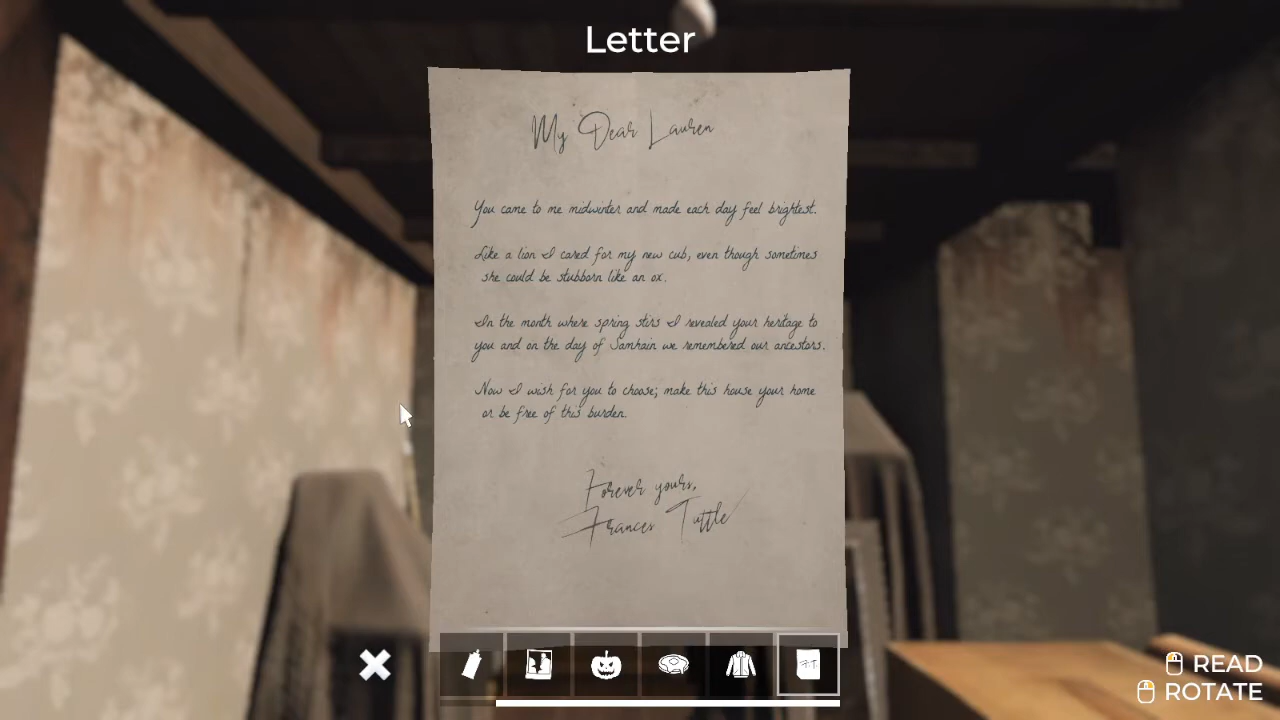 Letter
My Dear Lauren
You came to me midwinter and made each day feel brightest.
Like a lion I cared for my new cub, even though sometimes
she could be stubborn like an ox.
In the month where spring stirs I revealed your heritage to
you and on the day of Samhain we remembered our ancestors.
Now I wish for you to choose; make this house your home
or be free of this burden.
Forever yours,
Frances Tuttle
READ
ROTATE